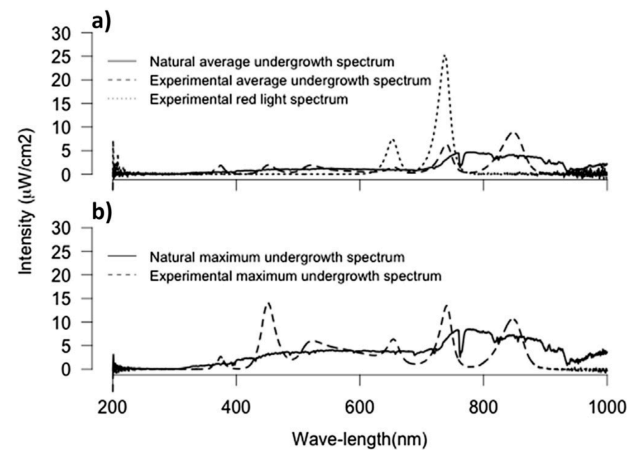 a)
30
25
20
15
10
5
0
Natural average undergrowth spectrum
Experimental average undergrowth spectrum
Experimental red light spectrum
Intensity (µW/cm2)
b)
30
25
20
15
10
5
0
Natural maximum undergrowth spectrum
Experimental maximum undergrowth spectrum
200 400 600 800 1000
Wave-length(nm)